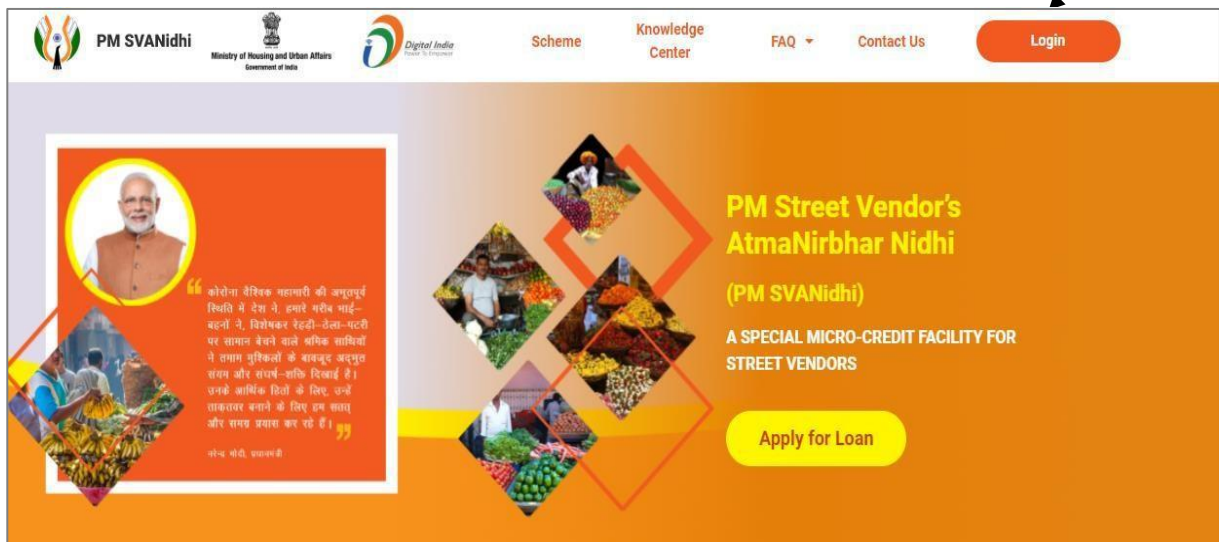 PM SVANidhi
Ministry of Housing and Urban Affairs
Government of India
Digital India
Power To Empower
Scheme
Knowledge
Center
FAQ
Contact Us
Login
कोरोना वैश्विक महामारी की अभूतपूर्व
स्थिति में देश ने, हमारे गरीब भाई–
बहनों ने, विशेषकर रेहड़ी–ठेला–पटरी
पर सामान बेचने वाले श्रमिक साथियों
ने तमाम मुश्किलों के बावजूद अद्भुत
संयम और संघर्ष–शक्ति दिखाई है।
उनके आर्थिक हितों के लिए, उन्हें
ताकतवर बनाने के लिए हम सतत्
और समग्र प्रयास कर रहे हैं।
नरेन्द्र मोदी, प्रधानमंत्री
PM Street Vendor's
AtmaNirbhar Nidhi
(PM SVANidhi)
A SPECIAL MICRO-CREDIT FACILITY FOR
STREET VENDORS
Apply for Loan